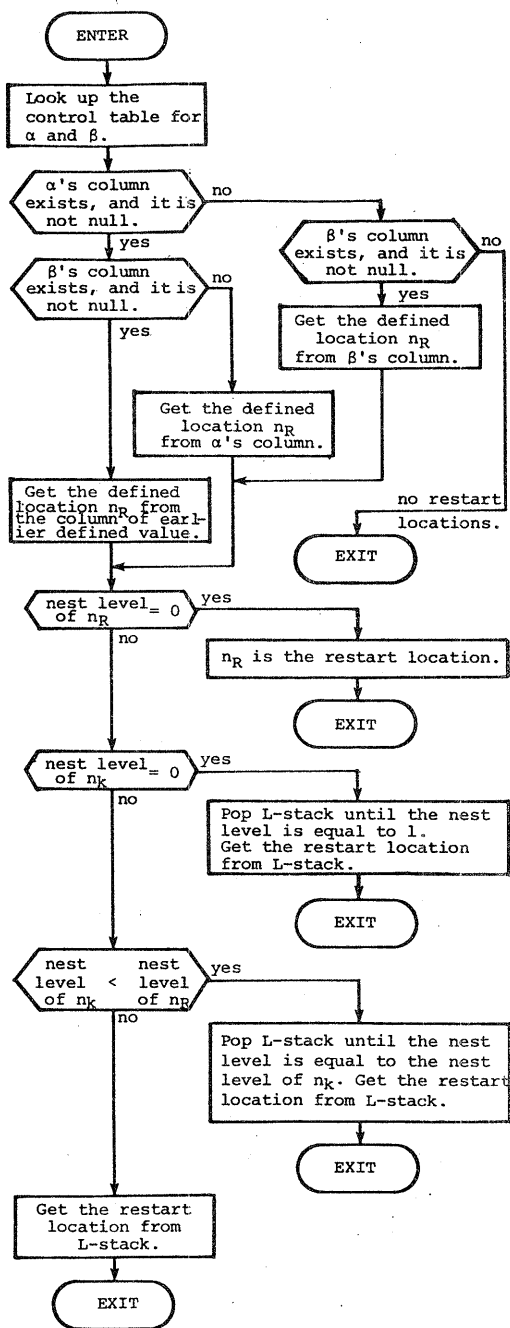 ENTER
Look up the
control table for
α and β.
α's column
exists, and it is
not null.
no
yes
β's column
exists, and it is
not null.
no
yes
β's column
exists, and it is
not null.
no
yes
Get the defined
location nR
from β's column.
Get the defined
location nR
from α's column.
Get the defined
location nR from
the column of earl-
ier defined value.
no restart
locations.
EXIT
nest level
of nR = 0
yes
no
nR is the restart location.
EXIT
nest level
of nk = 0
yes
no
Pop L-stack until the nest
level is equal to 1.
Get the restart location
from L-stack.
EXIT
nest nest
level < level
of nk of nR
yes
no
Pop L-stack until the nest
level is equal to the nest
level of nk. Get the restart
location from L-stack.
EXIT
Get the restart
location from
L-stack.
EXIT